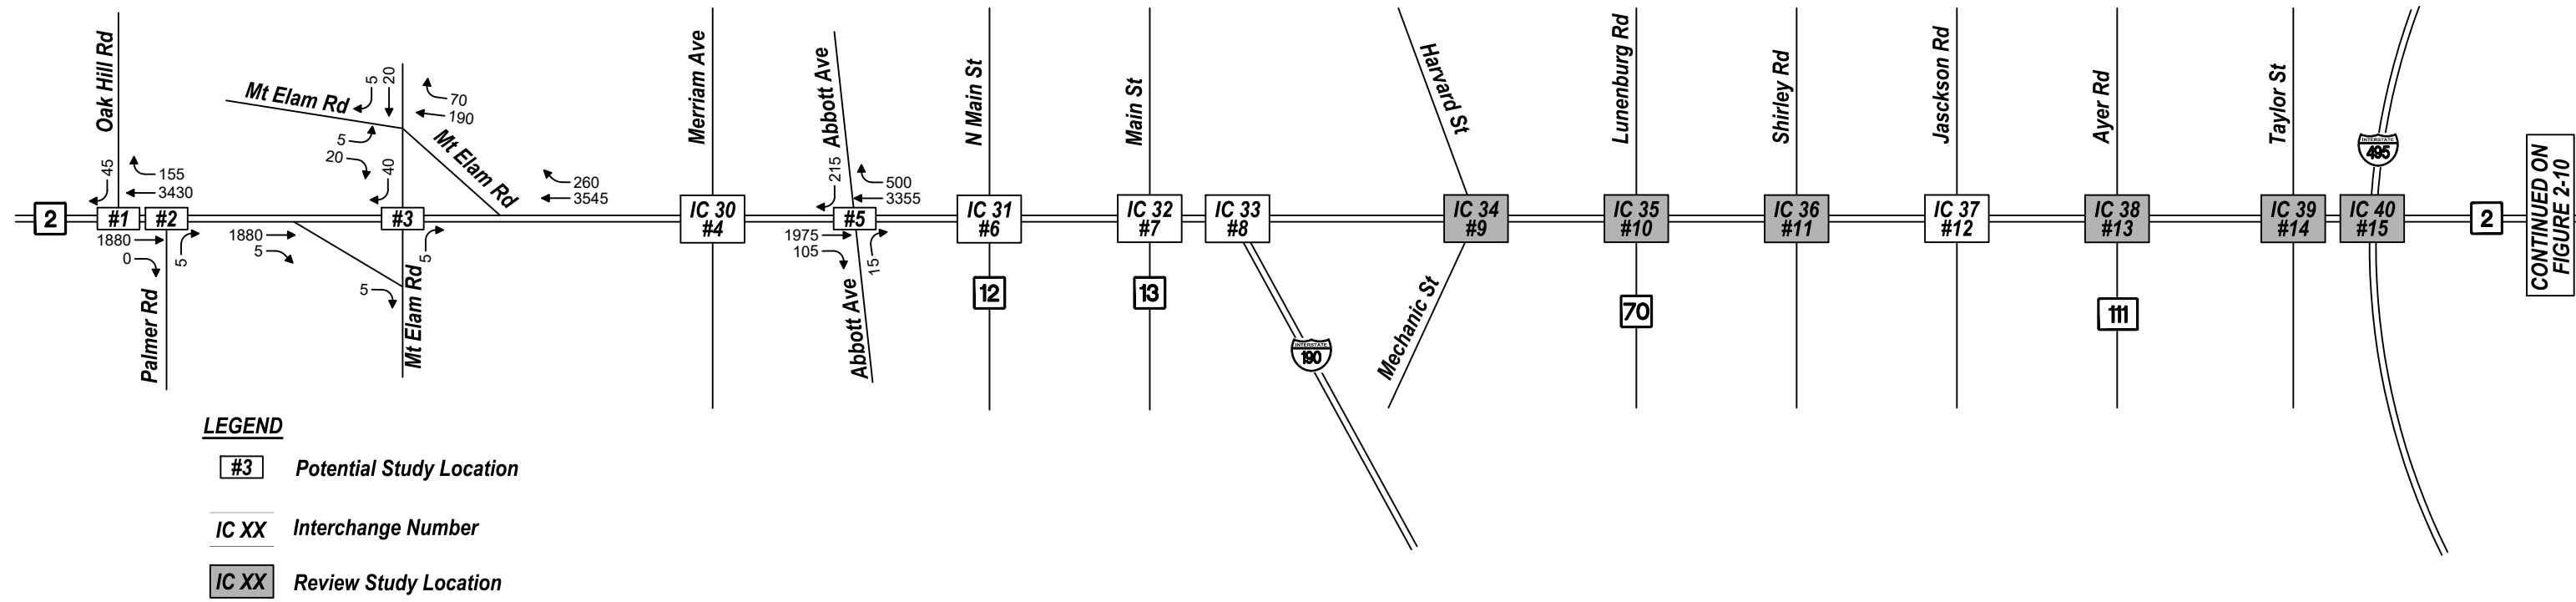 Oak Hill Rd
45
155
3430
2
#1
#2
1880
0
5
Palmer Rd
Mt Elam Rd
5
20
70
190
5
20
40
Mt Elam Rd
260
3545
#3
1880
5
5
5
Mt Elam Rd
Merriam Ave
IC 30
#4
Abbott Ave
215
500
3355
#5
1975
105
15
Abbott Ave
N Main St
IC 31
#6
12
Main St
IC 32
#7
13
IC 33
#8
INTERSTATE
190
Harvard St
IC 34
#9
Mechanic St
Lunenburg Rd
IC 35
#10
70
Shirley Rd
IC 36
#11
Jasckson Rd
IC 37
#12
Ayer Rd
IC 38
#13
111
Taylor St
IC 39
#14
INTERSTATE
495
IC 40
#15
2
CONTINUED ON
FIGURE 2-10
LEGEND
#3 Potential Study Location
IC XX Interchange Number
IC XX Review Study Location